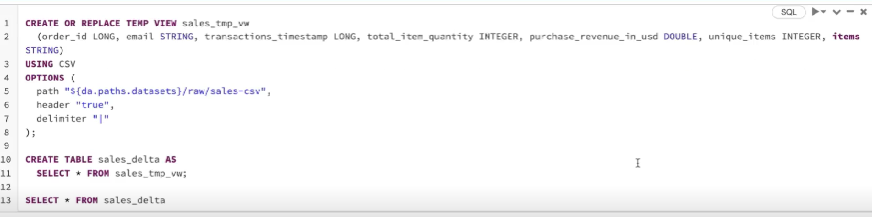 SQL
1 CREATE OR REPLACE TEMP VIEW sales_tmp_vw
2 (order_id LONG, email STRING, transactions_timestamp LONG, total_item_quantity INTEGER, purchase_revenue_in_usd DOUBLE, unique_items INTEGER, items
STRING)
3 USING CSV
4 OPTIONS (
5 path "${da.paths.datasets}/raw/sales-csv",
6 header "true",
7 delimiter "|"
8 );
9
10 CREATE TABLE sales_delta AS
11 SELECT * FROM sales_tmp_vw;
12
13 SELECT * FROM sales_delta